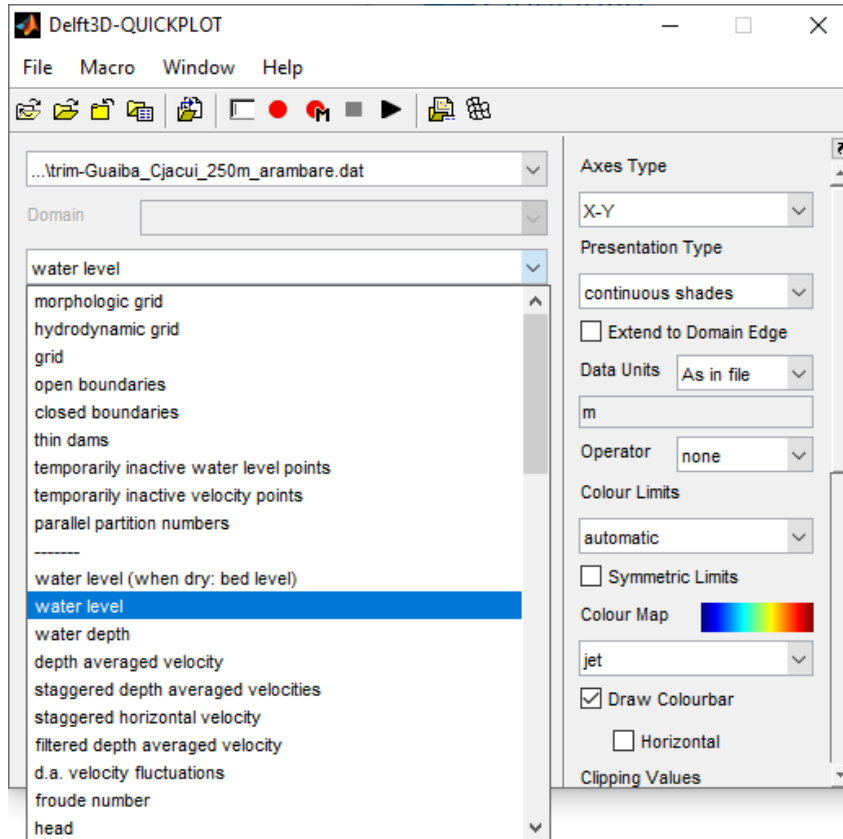 Delft3D-QUICKPLOT
File Macro Window Help
M
...\trim-Guaiba_Cjacui_250m_arambare.dat
Domain
water level
morphologic grid
hydrodynamic grid
grid
open boundaries
closed boundaries
thin dams
temporarily inactive water level points
temporarily inactive velocity points
parallel partition numbers
-------
water level (when dry: bed level)
water level
water depth
depth averaged velocity
staggered depth averaged velocities
staggered horizontal velocity
filtered depth averaged velocity
d.a. velocity fluctuations
froude number
head
Axes Type
X-Y
Presentation Type
continuous shades
Extend to Domain Edge
Data Units As in file
m
Operator none
Colour Limits
automatic
Symmetric Limits
Colour Map
jet
Draw Colourbar
Horizontal
Clipping Values